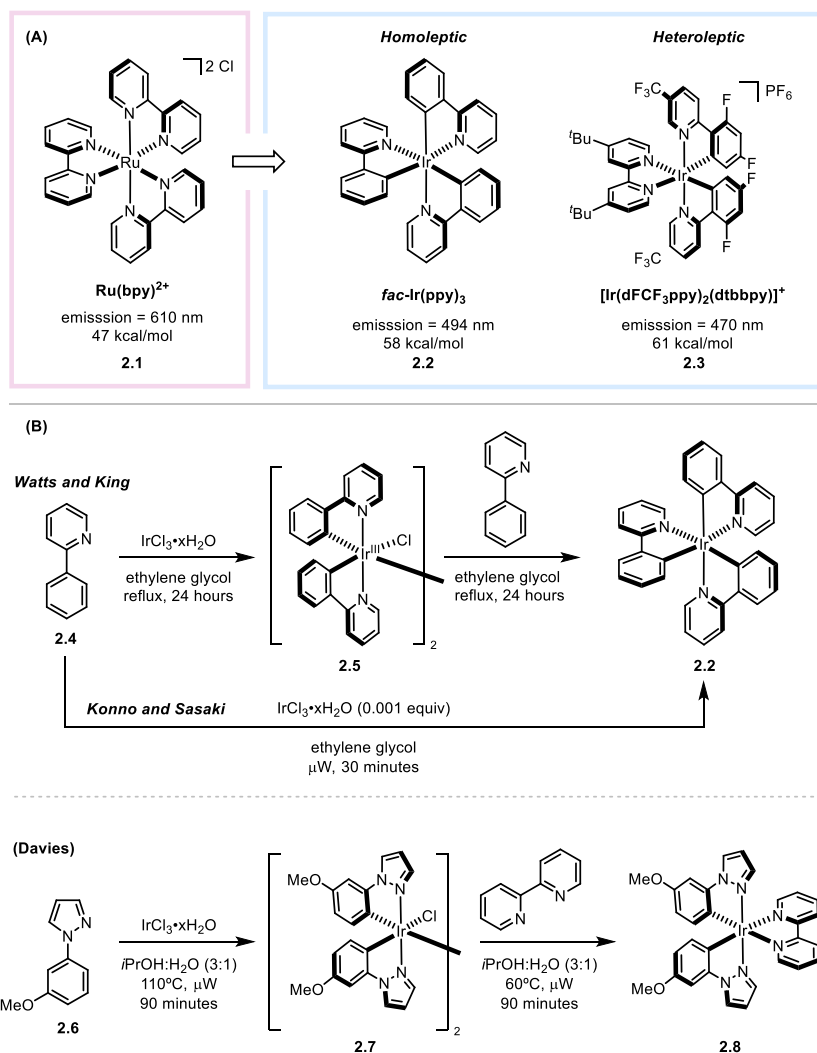 (A)
Homoleptic
Heteroleptic
2 Cl
N
N
N
N
N
N
Ru
N
N
N
Ir
F3C
PF6
F
N
F
F
F
tBu
tBu
N
N
Ir
N
F3C
Ru(bpy)2+
emisssion = 610 nm
47 kcal/mol
2.1
fac-Ir(ppy)3
emisssion = 494 nm
58 kcal/mol
2.2
[Ir(dFCF3ppy)2(dtbbpy)]+
emisssion = 470 nm
61 kcal/mol
2.3
(B)
Watts and King
N
2.4
IrCl3•xH2O
ethylene glycol
reflux, 24 hours
N
Cl
IrIII
N
2
2.5
N
ethylene glycol
reflux, 24 hours
N
N
Ir
N
2.2
Konno and Sasaki
IrCl3•xH2O (0.001 equiv)
ethylene glycol
µW, 30 minutes
(Davies)
N
N
MeO
2.6
IrCl3•xH2O
iPrOH:H2O (3:1)
110ºC, µW
90 minutes
MeO
N
N
Cl
Ir
MeO
N
N
2
2.7
N
N
iPrOH:H2O (3:1)
60ºC, µW
90 minutes
MeO
N
N
Ir
N
N
MeO
N
N
2.8